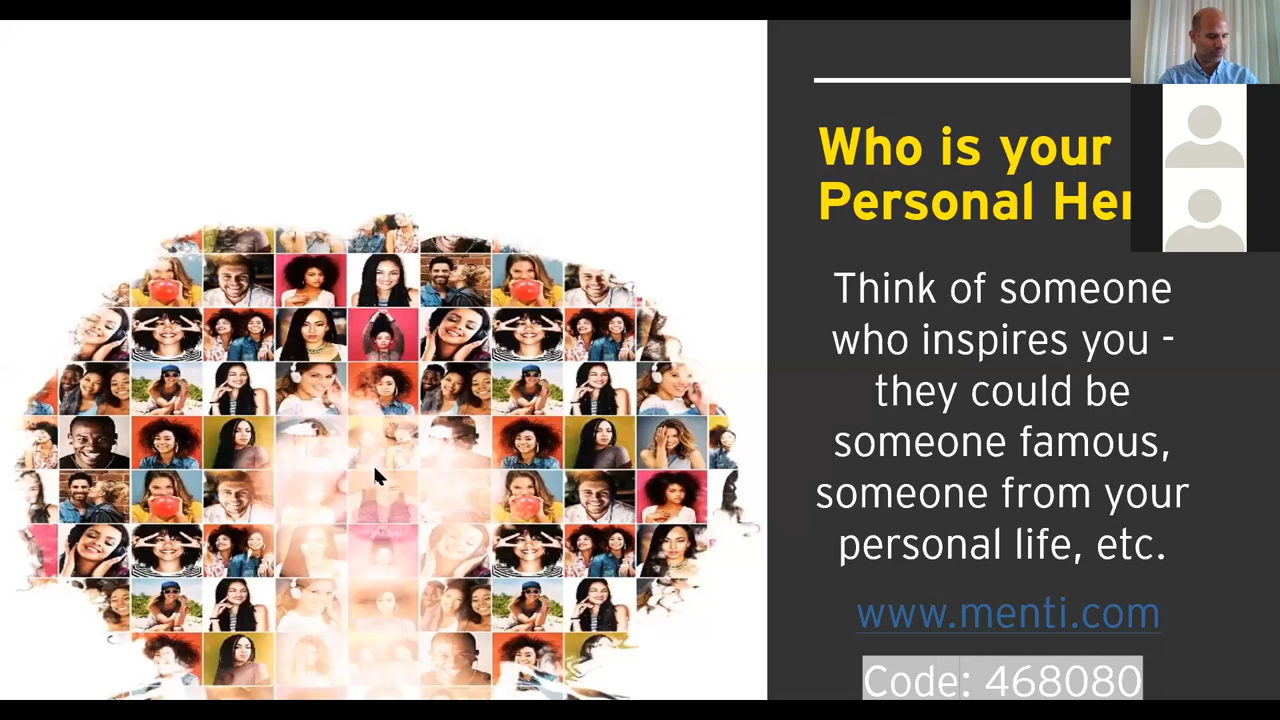 Who is your
Personal Her
Think of someone
who inspires you -
they could be
someone famous,
someone from your
personal life, etc.
www.menti.com
Code: 468080